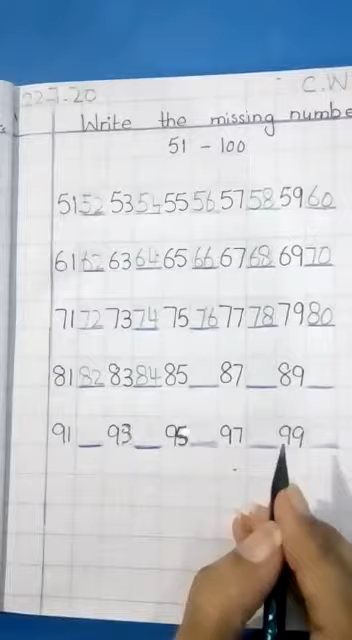 22-7-20 C.W
Write the missing numbe
51 - 100
51 52 53 54 55 56 57 58 59 60
61 62 63 64 65 66 67 68 69 70
71 72 73 74 75 76 77 78 79 80
81 82 83 84 85 __ 87 __ 89 __
91 __ 93 __ 95 __ 97 __ 99 __